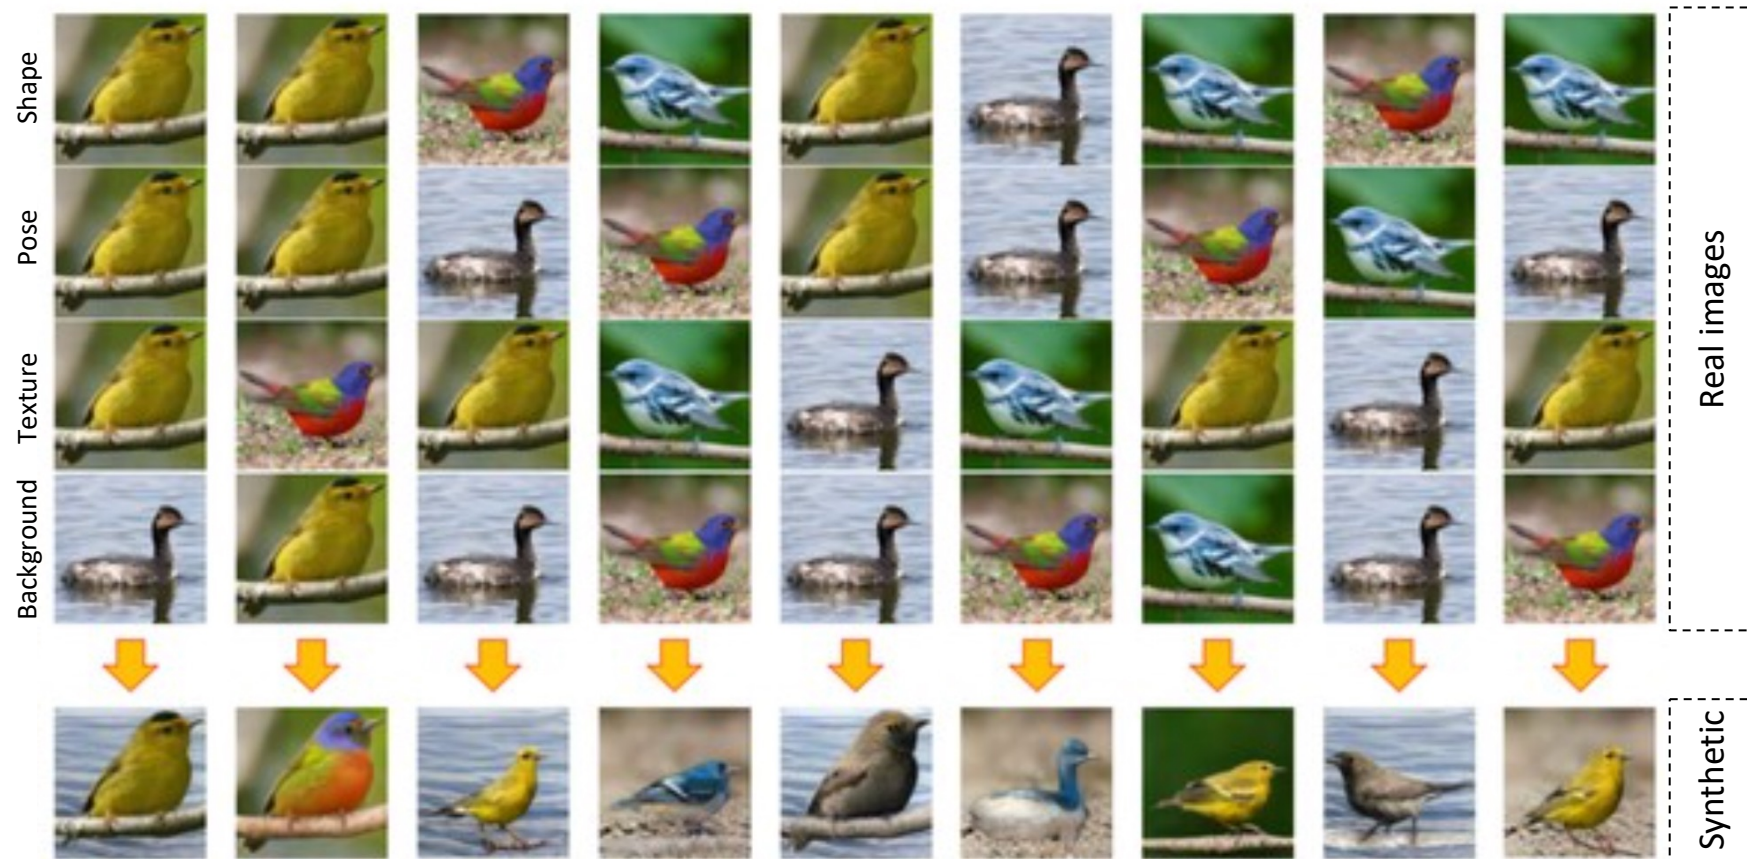 Shape
Pose
Texture
Background
Real images
Synthetic